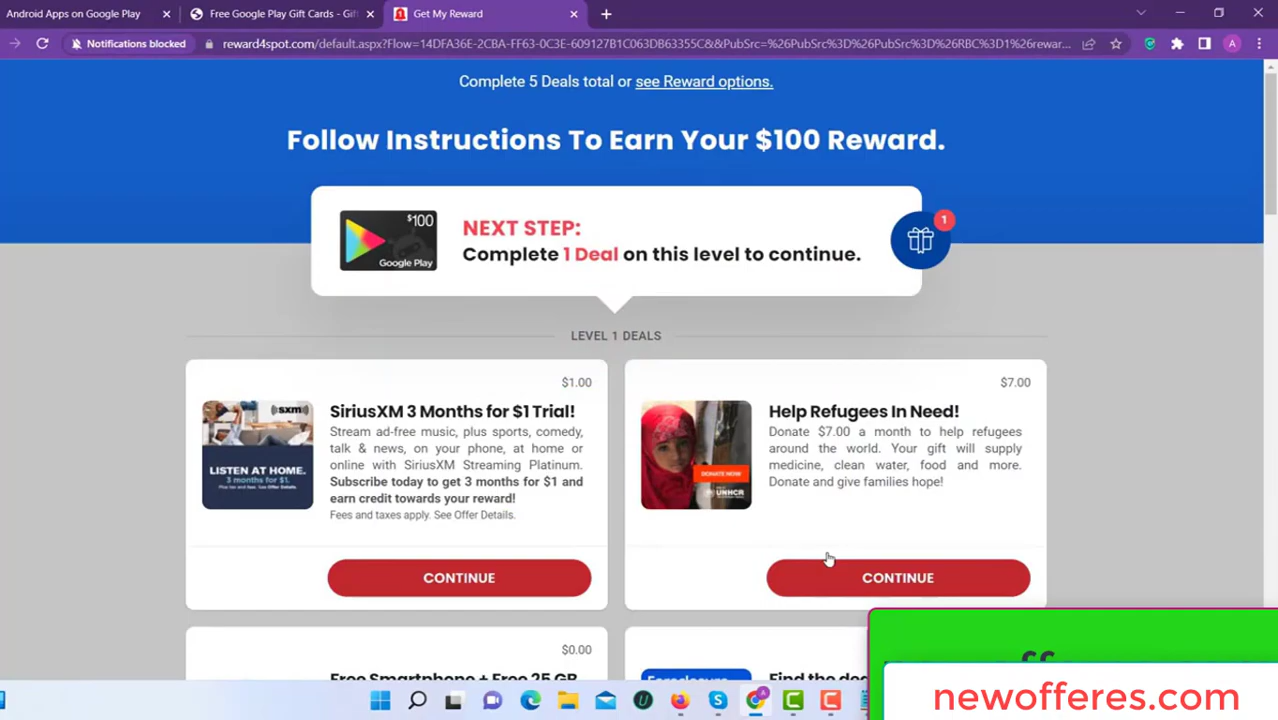 Android Apps on Google Play
Free Google Play Gift Cards - Gift
Get My Reward
Notifications blocked
reward4spot.com/default.aspx?Flow=14DFA36E-2CBA-FF63-0C3E-609127B1C063DB63355C&&PubSrc=%26PubSrc%3D%26PubSrc%3D%26RBC%3D1%26rewar...
A
Complete 5 Deals total or see Reward options.
Follow Instructions To Earn Your $100 Reward.
$100
Google Play
NEXT STEP:
Complete 1 Deal on this level to continue.
1
LEVEL 1 DEALS
$1.00
SiriusXM 3 Months for $1 Trial!
Stream ad-free music, plus sports, comedy,
talk & news, on your phone, at home or
online with SiriusXM Streaming Platinum.
Subscribe today to get 3 months for $1 and
earn credit towards your reward!
Fees and taxes apply. See Offer Details.
sxm
LISTEN AT HOME.
3 months for $1.
CONTINUE
$7.00
Help Refugees In Need!
Donate $7.00 a month to help refugees
around the world. Your gift will supply
medicine, clean water, food and more.
Donate and give families hope!
DONATE NOW
UNHCR
CONTINUE
$0.00
Free Smartphone + Free 25 GB
Foreclosure
Find the dea
newofferes.com